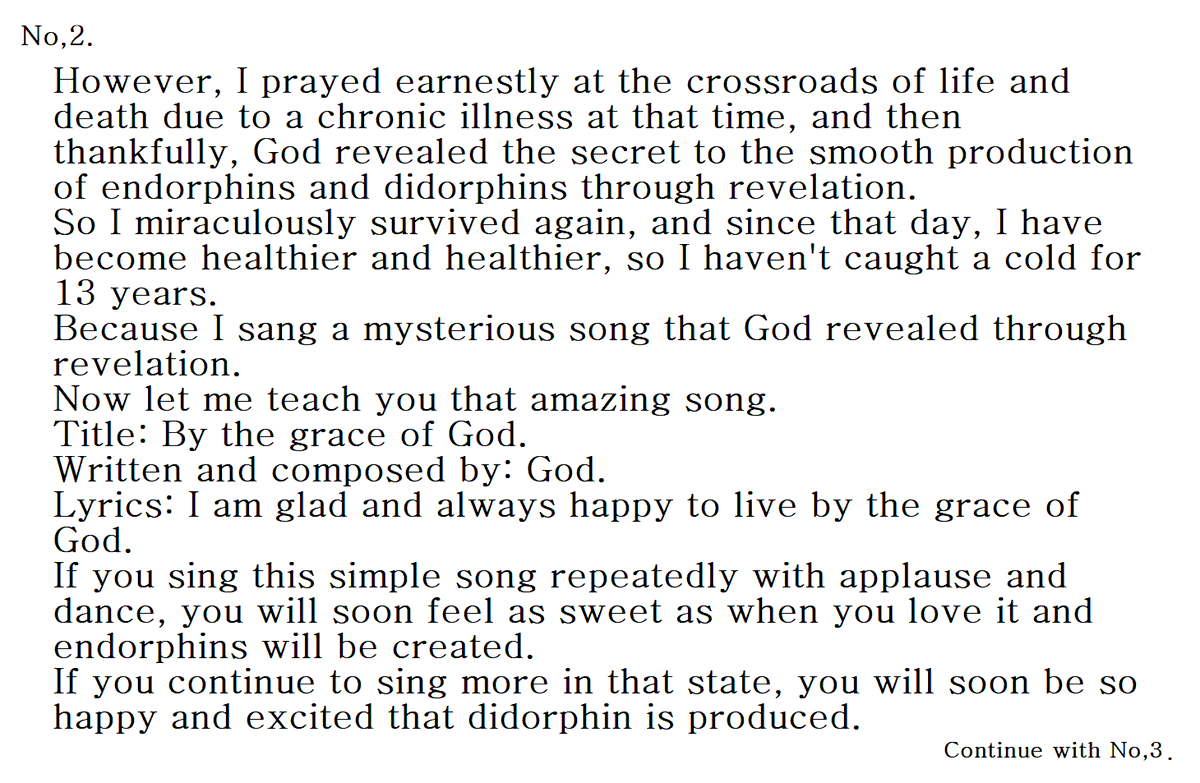 No,2.
However, I prayed earnestly at the crossroads of life and
death due to a chronic illness at that time, and then
thankfully, God revealed the secret to the smooth production
of endorphins and didorphins through revelation.
So I miraculously survived again, and since that day, I have
become healthier and healthier, so I haven't caught a cold for
13 years.
Because I sang a mysterious song that God revealed through
revelation.
Now let me teach you that amazing song.
Title: By the grace of God.
Written and composed by: God.
Lyrics: I am glad and always happy to live by the grace of
God.
If you sing this simple song repeatedly with applause and
dance, you will soon feel as sweet as when you love it and
endorphins will be created.
If you continue to sing more in that state, you will soon be so
happy and excited that didorphin is produced.
Continue with No,3.